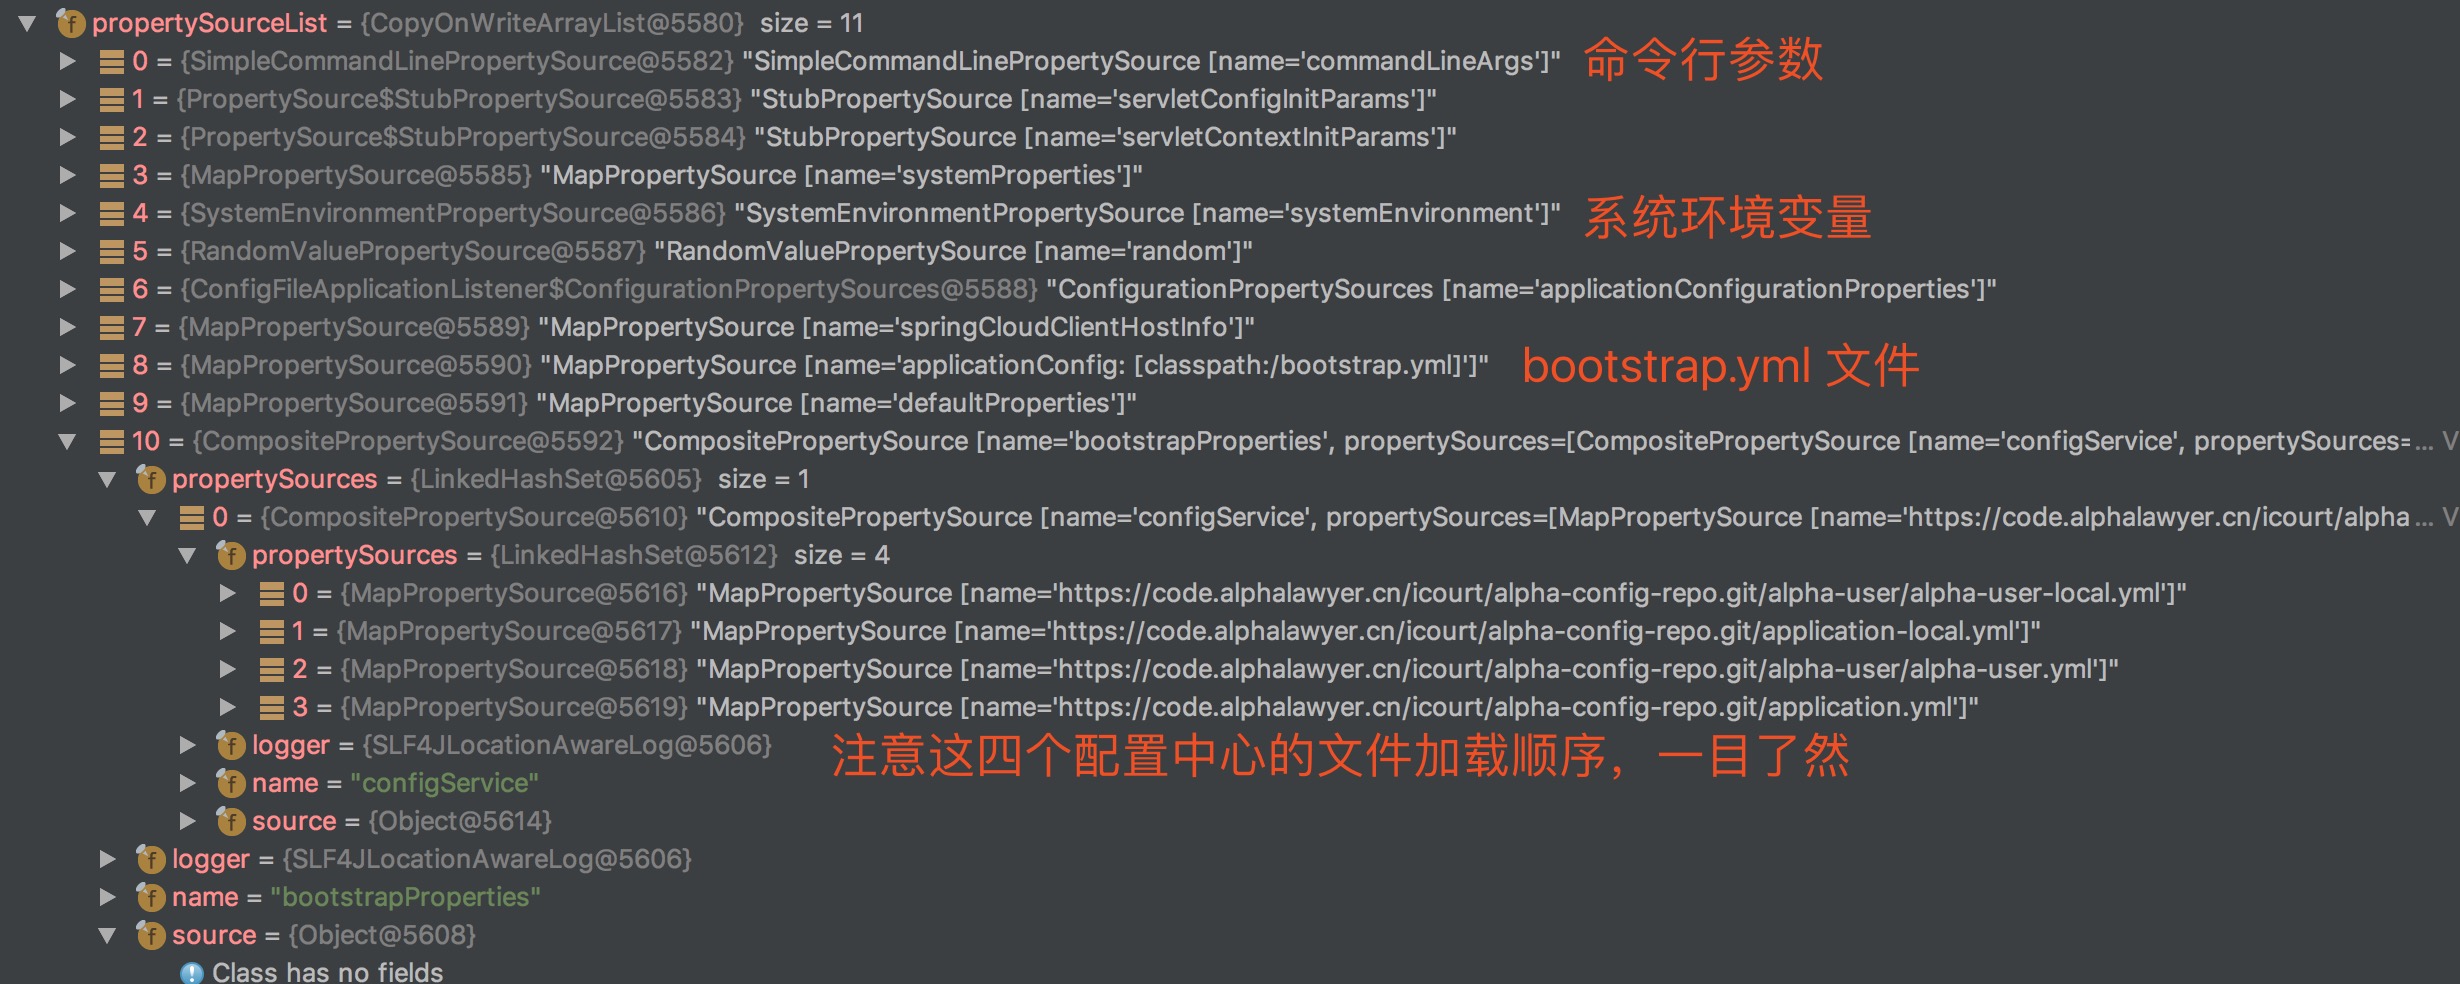 propertySourceList = {CopyOnWriteArrayList@5580} size = 11
0 = {SimpleCommandLinePropertySource@5582} "SimpleCommandLinePropertySource [name='commandLineArgs']" 命令行参数
1 = {PropertySource$StubPropertySource@5583} "StubPropertySource [name='servletConfigInitParams']"
2 = {PropertySource$StubPropertySource@5584} "StubPropertySource [name='servletContextInitParams']"
3 = {MapPropertySource@5585} "MapPropertySource [name='systemProperties']"
4 = {SystemEnvironmentPropertySource@5586} "SystemEnvironmentPropertySource [name='systemEnvironment']" 系统环境变量
5 = {RandomValuePropertySource@5587} "RandomValuePropertySource [name='random']"
6 = {ConfigFileApplicationListener$ConfigurationPropertySources@5588} "ConfigurationPropertySources [name='applicationConfigurationProperties']"
7 = {MapPropertySource@5589} "MapPropertySource [name='springCloudClientHostInfo']"
8 = {MapPropertySource@5590} "MapPropertySource [name='applicationConfig: [classpath:/bootstrap.yml]']" bootstrap.yml 文件
9 = {MapPropertySource@5591} "MapPropertySource [name='defaultProperties']"
10 = {CompositePropertySource@5592} "CompositePropertySource [name='bootstrapProperties', propertySources=[CompositePropertySource [name='configService', propertySources=... V
propertySources = {LinkedHashSet@5605} size = 1
0 = {CompositePropertySource@5610} "CompositePropertySource [name='configService', propertySources=[MapPropertySource [name='https://code.alphalawyer.cn/icourt/alpha... V
propertySources = {LinkedHashSet@5612} size = 4
0 = {MapPropertySource@5616} "MapPropertySource [name='https://code.alphalawyer.cn/icourt/alpha-config-repo.git/alpha-user/alpha-user-local.yml']"
1 = {MapPropertySource@5617} "MapPropertySource [name='https://code.alphalawyer.cn/icourt/alpha-config-repo.git/application-local.yml']"
2 = {MapPropertySource@5618} "MapPropertySource [name='https://code.alphalawyer.cn/icourt/alpha-config-repo.git/alpha-user/alpha-user.yml']"
3 = {MapPropertySource@5619} "MapPropertySource [name='https://code.alphalawyer.cn/icourt/alpha-config-repo.git/application.yml']"
logger = {SLF4JLocationAwareLog@5606} 注意这四个配置中心的文件加载顺序，一目了然
name = "configService"
source = {Object@5614}
logger = {SLF4JLocationAwareLog@5606}
name = "bootstrapProperties"
source = {Object@5608}
Class has no fields